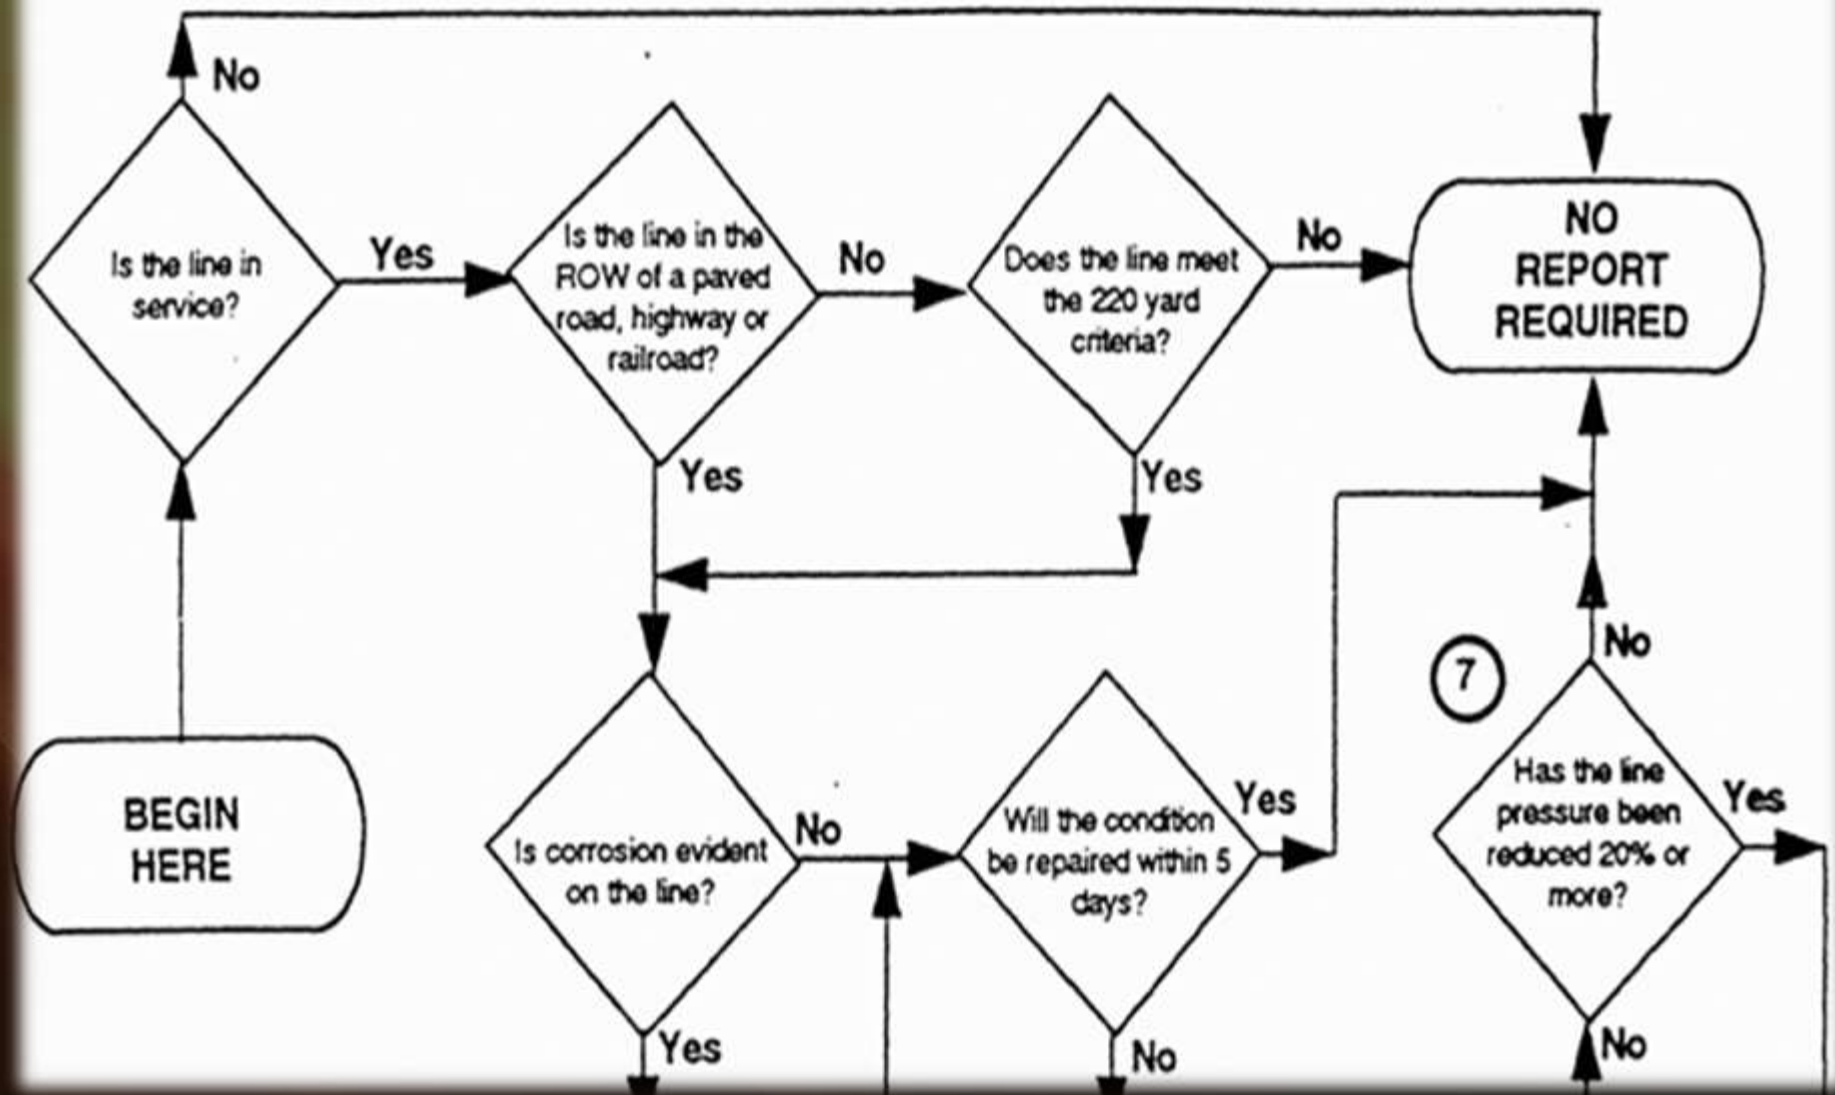 No
Is the line in
service?
Yes
Is the line in the
ROW of a paved
road, highway or
railroad?
No
Does the line meet
the 220 yard
criteria?
No
NO
REPORT
REQUIRED
Yes
Yes
BEGIN
HERE
Is corrosion evident
on the line?
No
Will the condition
be repaired within 5
days?
Yes
7
No
Has the line
pressure been
reduced 20% or
more?
Yes
Yes
No
No